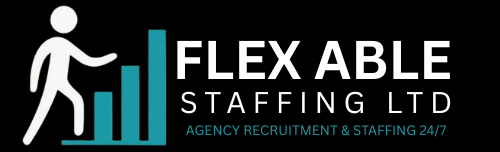 FLEX ABLE
STAFFING LTD
AGENCY RECRUITMENT & STAFFING 24/7